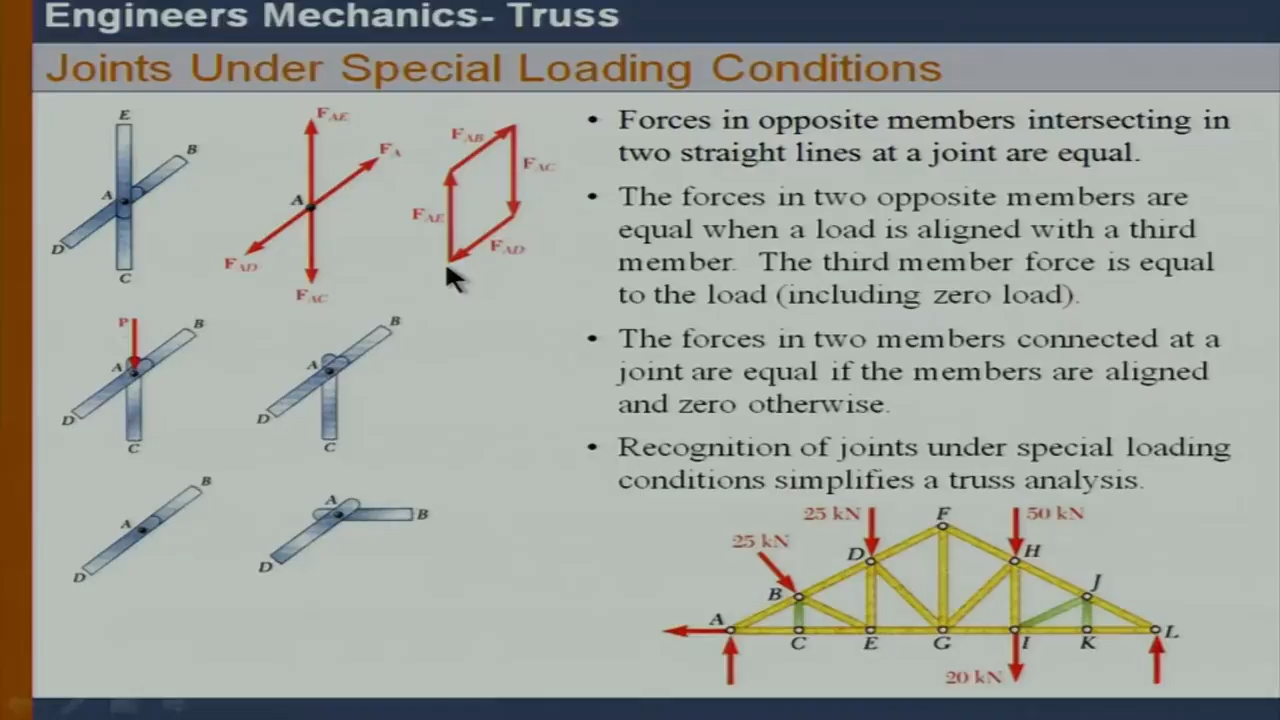 Engineers Mechanics- Truss
Joints Under Special Loading Conditions
E
B
A
D
C
F_AE
F_A
A
F_AD
F_AC
F_AB
F_AC
F_AE
F_AD
• Forces in opposite members intersecting in
two straight lines at a joint are equal.
• The forces in two opposite members are
equal when a load is aligned with a third
member. The third member force is equal
to the load (including zero load).
• The forces in two members connected at a
joint are equal if the members are aligned
and zero otherwise.
• Recognition of joints under special loading
conditions simplifies a truss analysis.
P
B
A
D
C
B
A
D
C
B
A
D
A
B
D
25 kN
F
50 kN
25 kN
D
H
B
J
A
L
C
E
G
I
K
20 kN